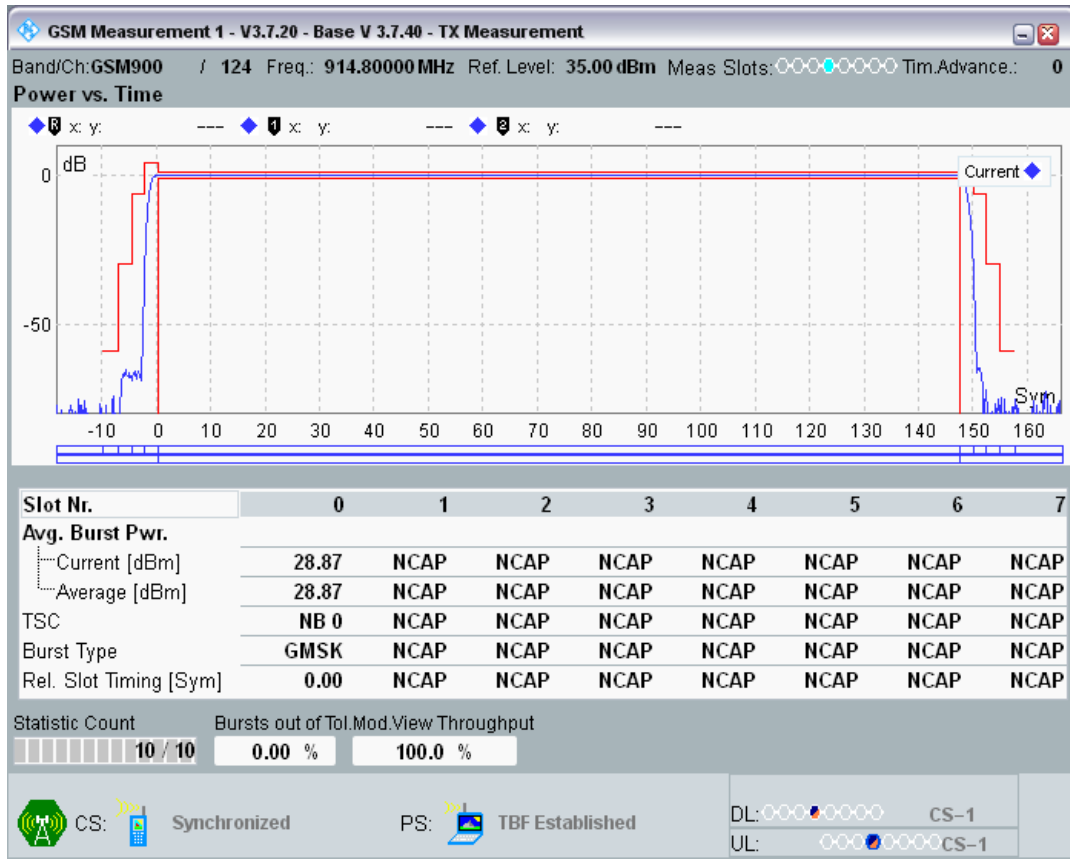 GSM Measurement 1 - V3.7.20 - Base V 3.7.40 - TX Measurement
Band/Ch:GSM900 / 124 Freq.: 914.80000 MHz Ref. Level: 35.00 dBm Meas Slots: Tim.Advance.: 0
Power vs. Time
R x: y: --- 1 x: y: --- 2 x: y: ---
dB
Current
0
-50
Sym
-10 0 10 20 30 40 50 60 70 80 90 100 110 120 130 140 150 160
Slot Nr. 0 1 2 3 4 5 6 7
Avg. Burst Pwr.
Current [dBm] 28.87 NCAP NCAP NCAP NCAP NCAP NCAP NCAP
Average [dBm] 28.87 NCAP NCAP NCAP NCAP NCAP NCAP NCAP
TSC NB 0 NCAP NCAP NCAP NCAP NCAP NCAP NCAP
Burst Type GMSK NCAP NCAP NCAP NCAP NCAP NCAP NCAP
Rel. Slot Timing [Sym] 0.00 NCAP NCAP NCAP NCAP NCAP NCAP NCAP
Statistic Count Bursts out of Tol.Mod.View Throughput
10 / 10 0.00 % 100.0 %
CS: Synchronized PS: TBF Established DL: CS-1
UL: CS-1